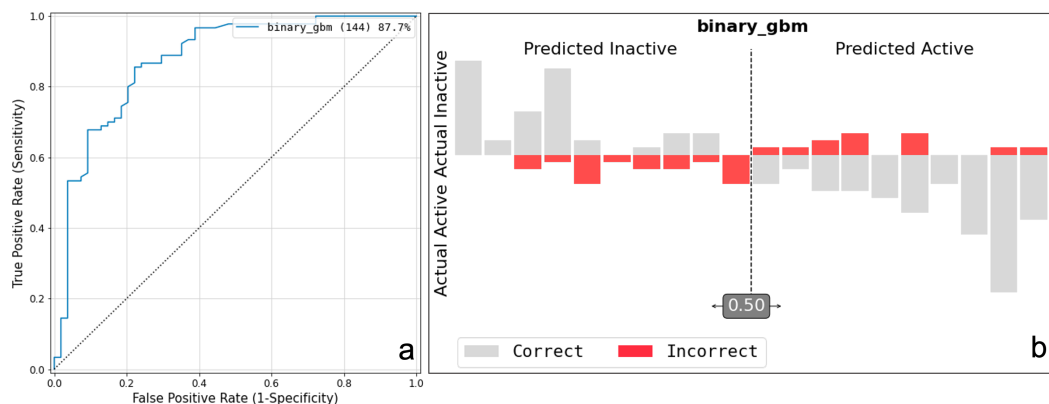 binary_gbm (144) 87.7%
1.0
0.8
0.6
0.4
0.2
0.0
True Positive Rate (Sensitivity)
0.0 0.2 0.4 0.6 0.8 1.0
False Positive Rate (1-Specificity)
a
binary_gbm
Predicted Inactive Predicted Active
Actual Active Actual Inactive
0.50
Correct Incorrect
b